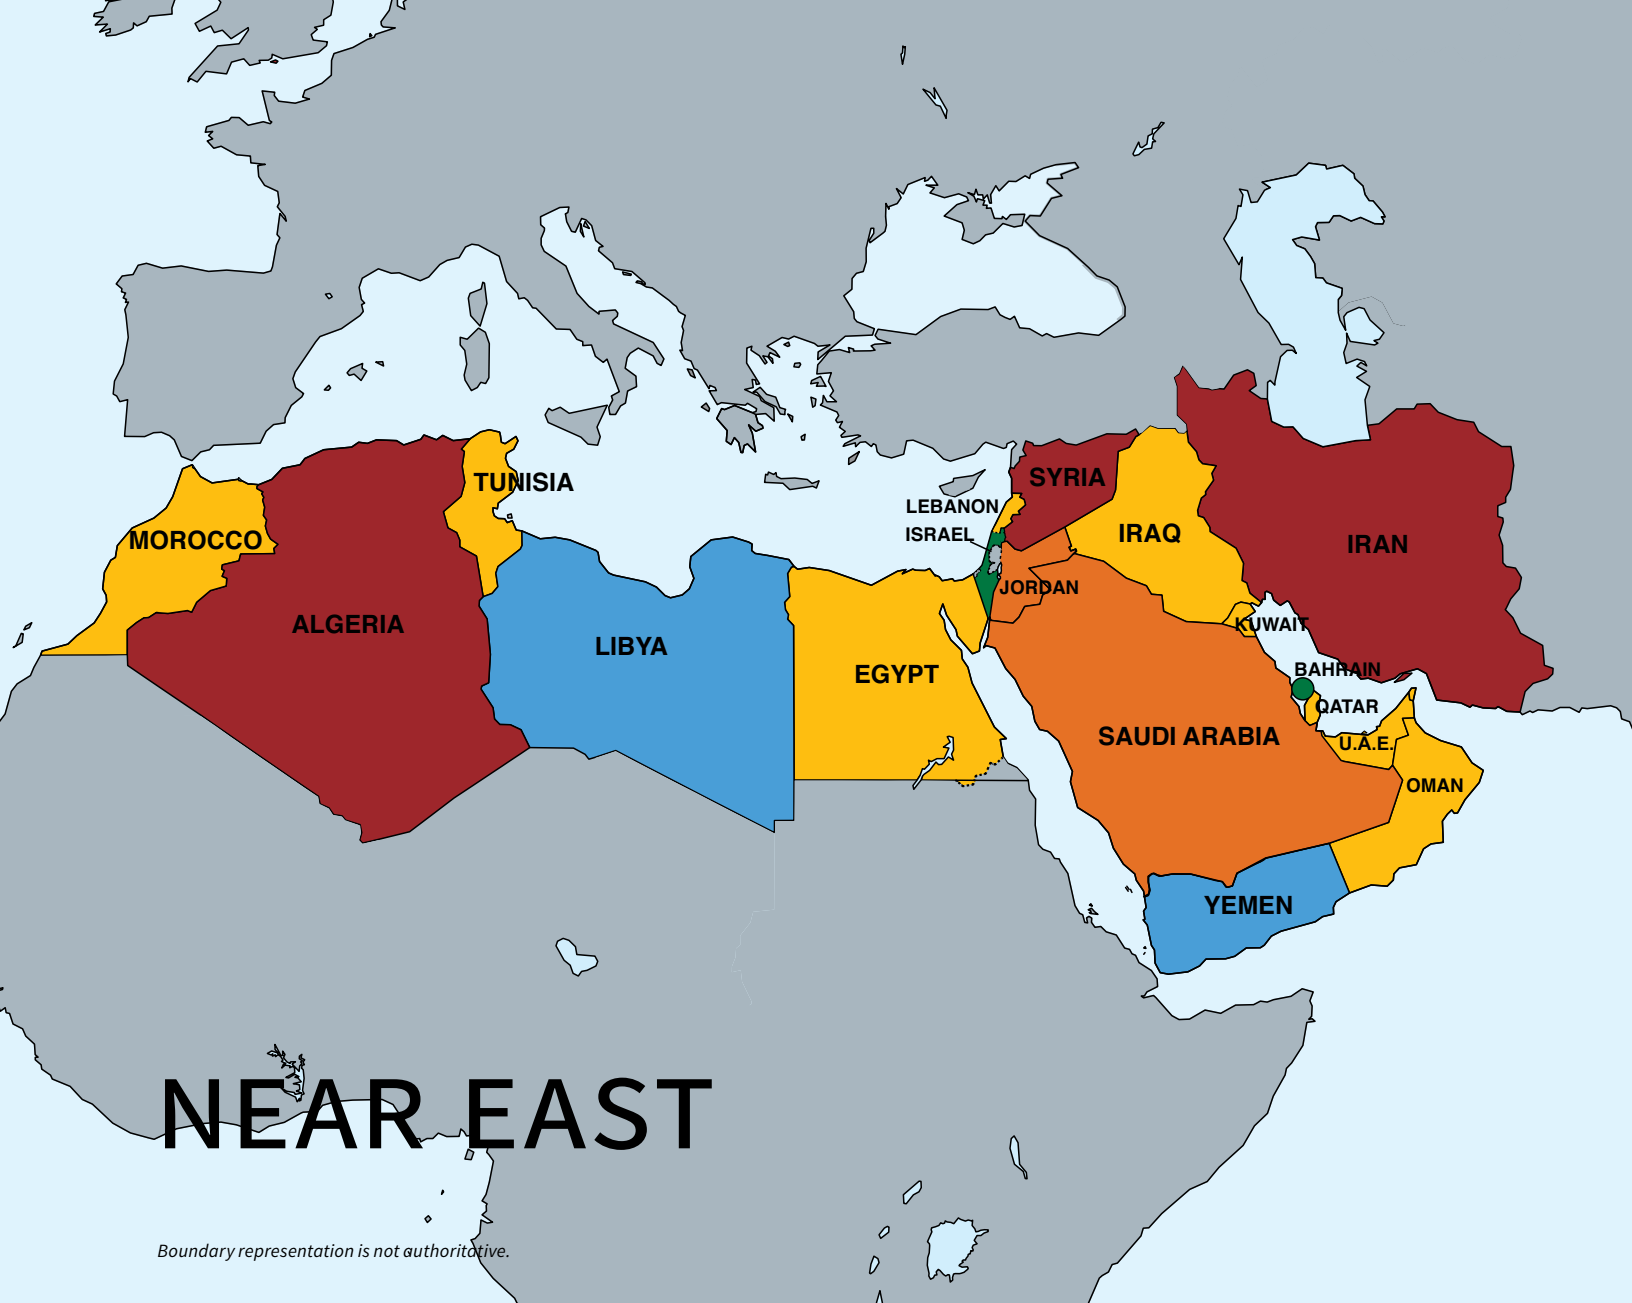 TUNISIA
SYRIA
LEBANON
ISRAEL
IRAQ
MOROCCO
IRAN
JORDAN
ALGERIA
KUWAIT
LIBYA
BAHRAIN
EGYPT
QATAR
SAUDI ARABIA
U.A.E.
OMAN
YEMEN
NEAR EAST
Boundary representation is not authoritative.